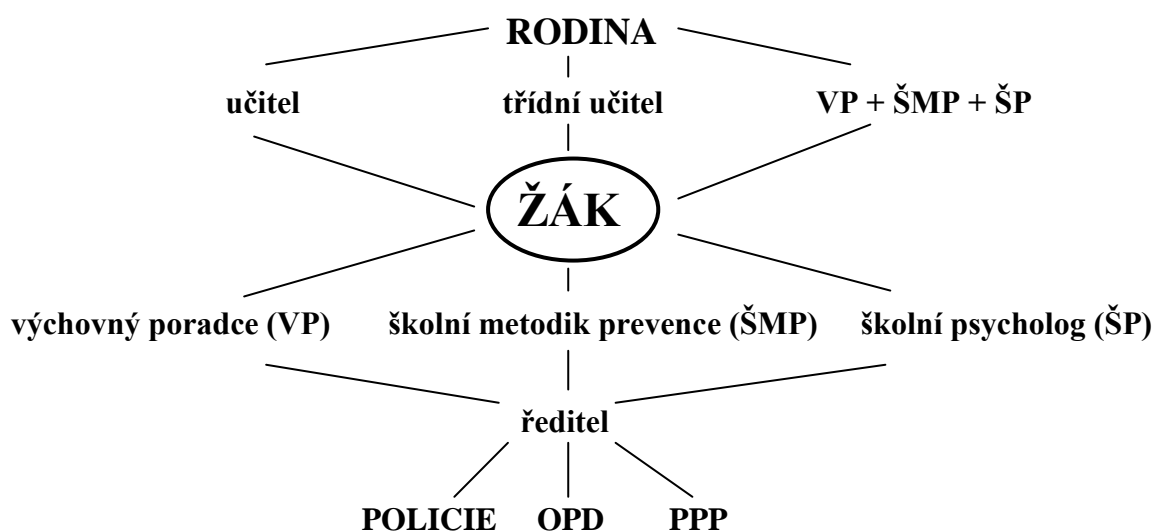 RODINA
učitel třídní učitel VP + ŠMP + ŠP
ŽÁK
výchovný poradce (VP) školní metodik prevence (ŠMP) školní psycholog (ŠP)
ředitel
POLICIE OPD PPP